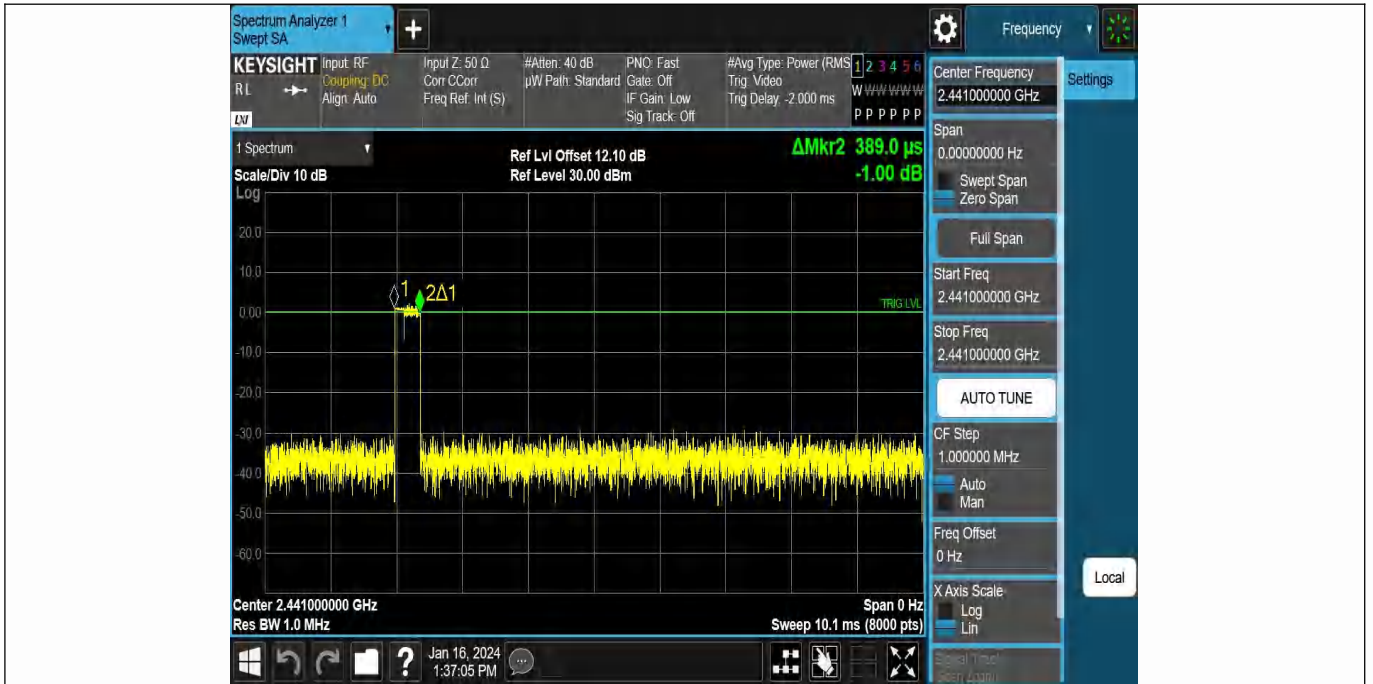 Spectrum Analyzer 1
Swept SA
+
Frequency
KEYSIGHT
RL
LXI
Input: RF
Coupling: DC
Align: Auto
Input Z: 50 Ω
Corr CCorr
Freq Ref: Int (S)
#Atten: 40 dB
µW Path: Standard
PNO: Fast
Gate: Off
IF Gain: Low
Sig Track: Off
#Avg Type: Power (RMS
Trig: Video
Trig Delay: -2.000 ms
1 2 3 4 5 6
W W W W W W
P P P P P P
Center Frequency
2.441000000 GHz
Settings
Span
0.00000000 Hz
Swept Span
Zero Span
Full Span
Start Freq
2.441000000 GHz
Stop Freq
2.441000000 GHz
AUTO TUNE
CF Step
1.000000 MHz
Auto
Man
Freq Offset
0 Hz
X Axis Scale
Log
Lin
Signal Track
Local
1 Spectrum
Scale/Div 10 dB
Ref Lvl Offset 12.10 dB
Ref Level 30.00 dBm
ΔMkr2 389.0 µs
-1.00 dB
Log
20.0
10.0
0.00
-10.0
-20.0
-30.0
-40.0
-50.0
-60.0
1
2Δ1
TRIG LVL
Center 2.441000000 GHz
Res BW 1.0 MHz
Span 0 Hz
Sweep 10.1 ms (8000 pts)
?
Jan 16, 2024
1:37:05 PM